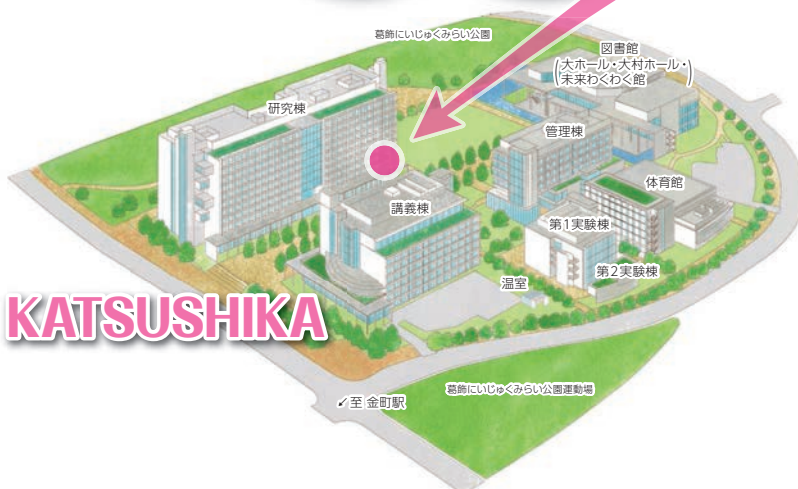 葛飾にいじゅくみらい公園
図書館
(大ホール・大村ホール・
未来わくわく館)
研究棟
管理棟
体育館
講義棟
第1実験棟
第2実験棟
温室
KATSUSHIKA
葛飾にいじゅくみらい公園運動場
↙至 金町駅